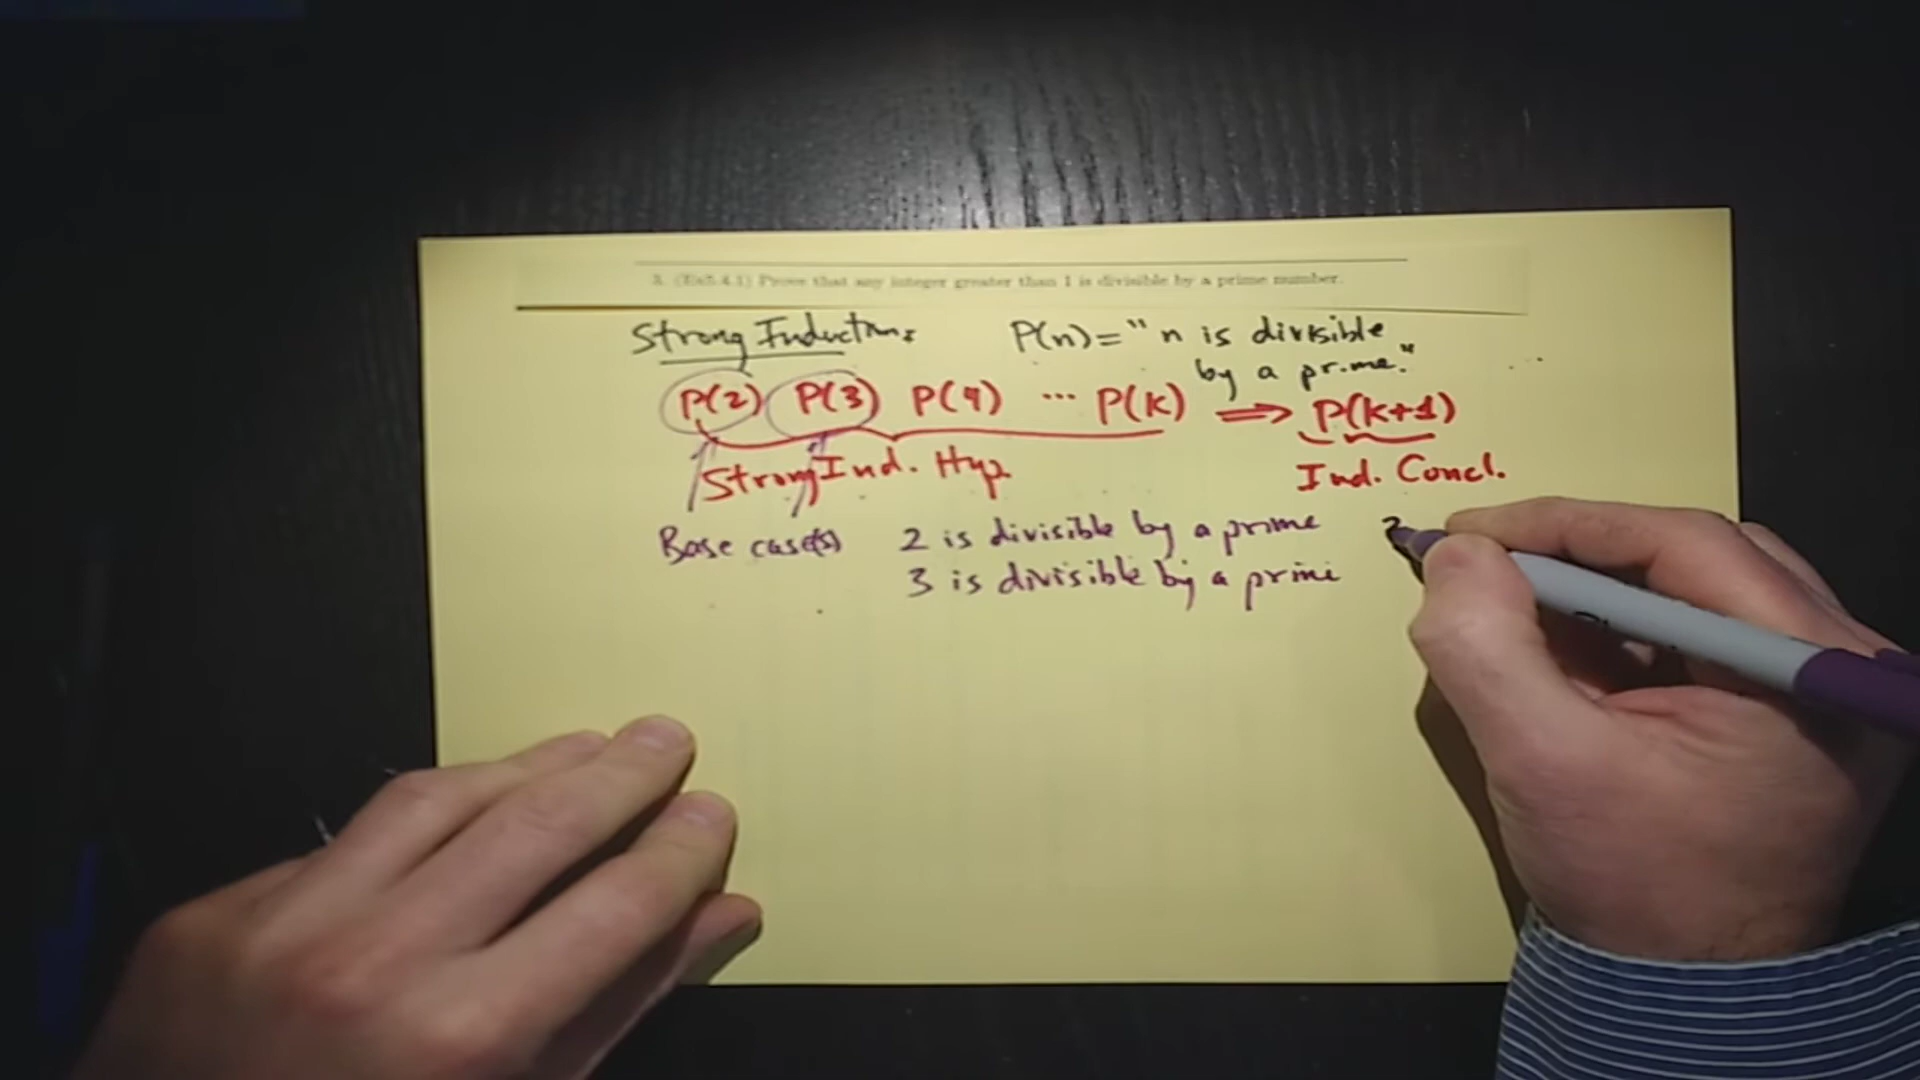 3. (Ex5.4.1) Prove that any integer greater than 1 is divisible by a prime number.
Strong Induction: P(n)= "n is divisible
by a prime."
P(2) P(3) P(4) ... P(k) ⟹ P(k+1)
Strong Ind. Hyp Ind. Concl.
Base case(s) 2 is divisible by a prime 2
3 is divisible by a prime